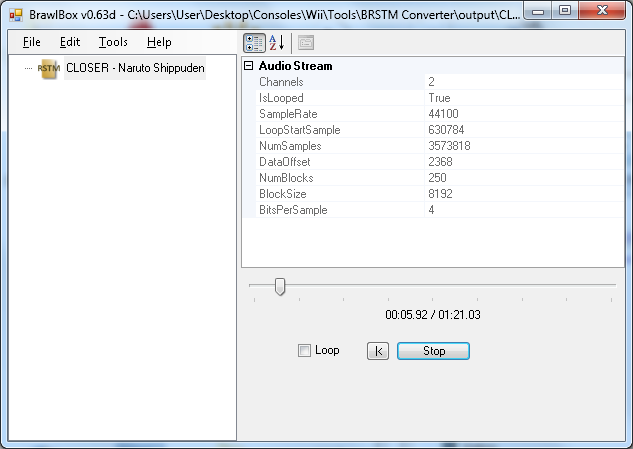 BrawlBox v0.63d - C:\Users\User\Desktop\Consoles\Wii\Tools\BRSTM Converter\output\CL...
File Edit Tools Help
RSTM CLOSER - Naruto Shippuden
Audio Stream
Channels 2
IsLooped True
SampleRate 44100
LoopStartSample 630784
NumSamples 3573818
DataOffset 2368
NumBlocks 250
BlockSize 8192
BitsPerSample 4
00:05.92 / 01:21.03
Loop Stop